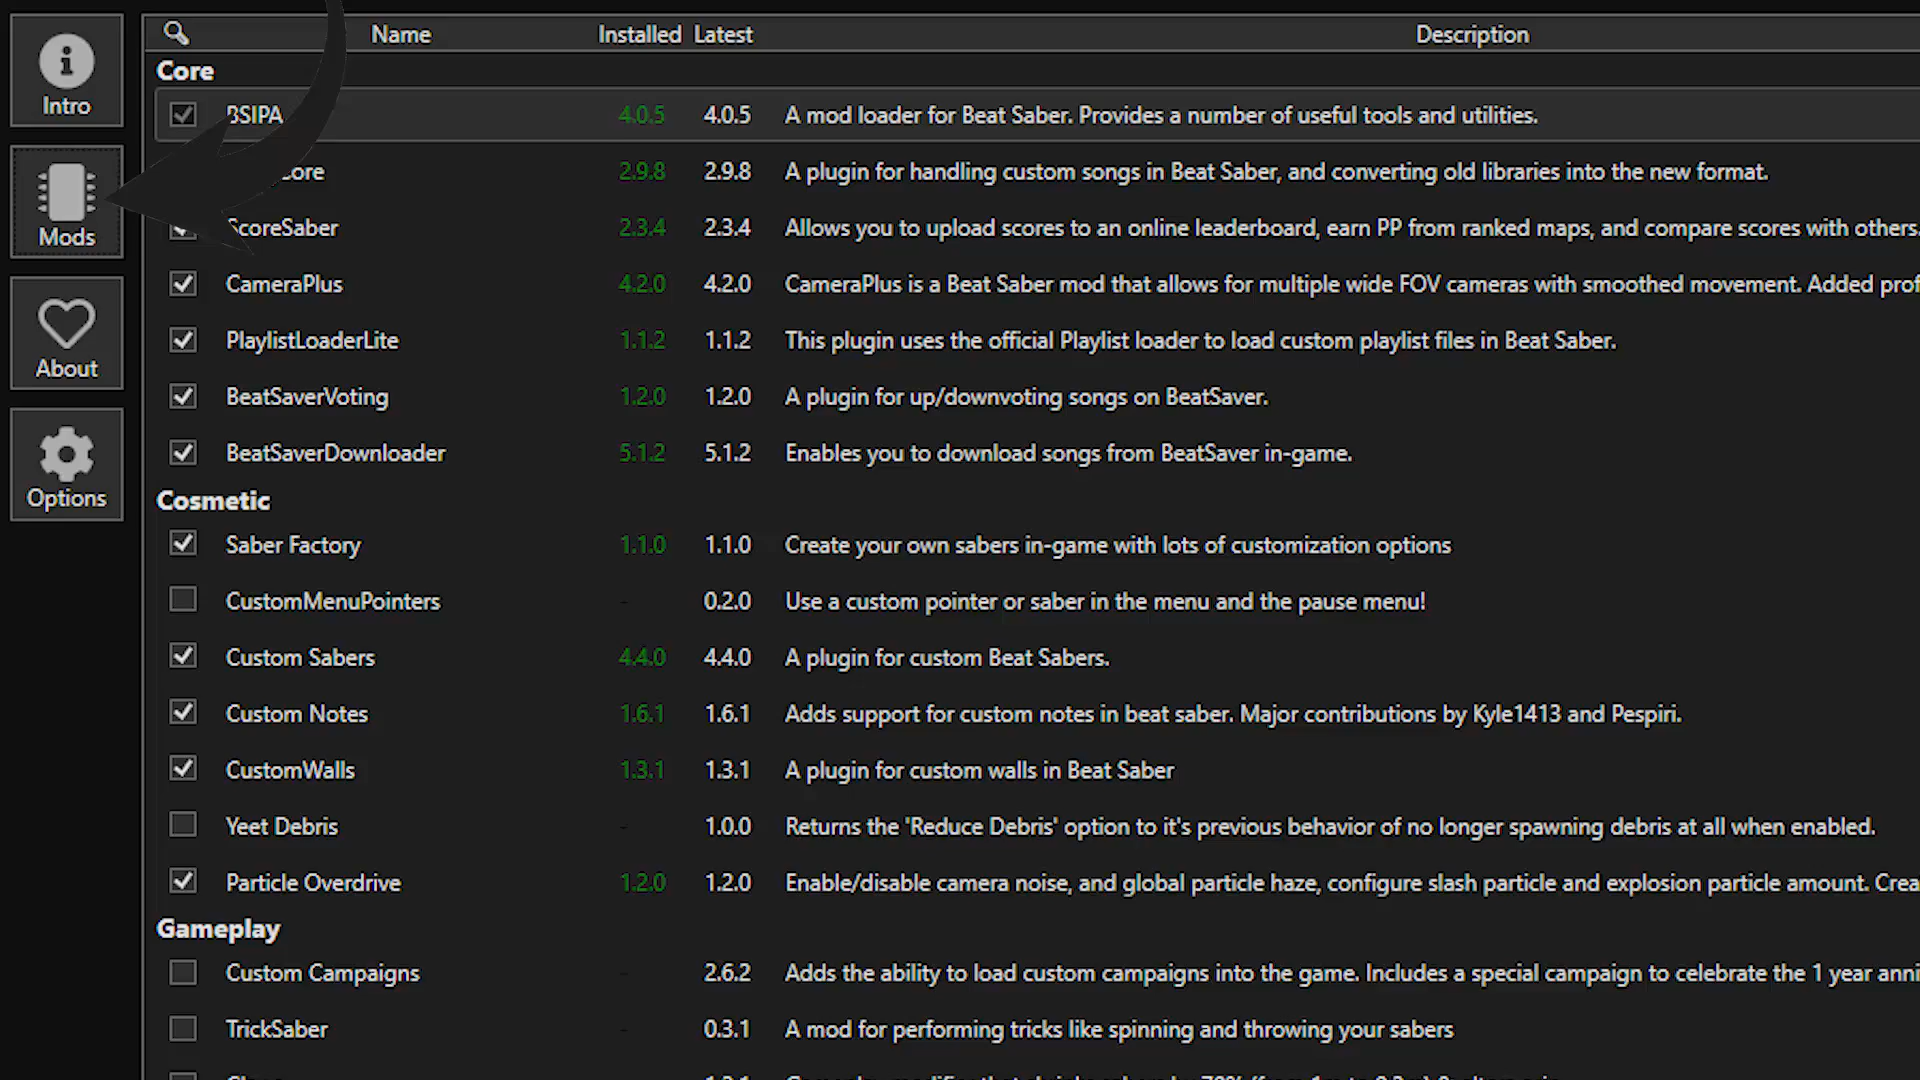 Intro
Mods
About
Options
Name Installed Latest Description
Core
BSIPA 4.0.5 4.0.5 A mod loader for Beat Saber. Provides a number of useful tools and utilities.
2.9.8 2.9.8 A plugin for handling custom songs in Beat Saber, and converting old libraries into the new format.
ScoreSaber 2.3.4 2.3.4 Allows you to upload scores to an online leaderboard, earn PP from ranked maps, and compare scores with others.
CameraPlus 4.2.0 4.2.0 CameraPlus is a Beat Saber mod that allows for multiple wide FOV cameras with smoothed movement. Added prof
PlaylistLoaderLite 1.1.2 1.1.2 This plugin uses the official Playlist loader to load custom playlist files in Beat Saber.
BeatSaverVoting 1.2.0 1.2.0 A plugin for up/downvoting songs on BeatSaver.
BeatSaverDownloader 5.1.2 5.1.2 Enables you to download songs from BeatSaver in-game.
Cosmetic
Saber Factory 1.1.0 1.1.0 Create your own sabers in-game with lots of customization options
CustomMenuPointers - 0.2.0 Use a custom pointer or saber in the menu and the pause menu!
Custom Sabers 4.4.0 4.4.0 A plugin for custom Beat Sabers.
Custom Notes 1.6.1 1.6.1 Adds support for custom notes in beat saber. Major contributions by Kyle1413 and Pespiri.
CustomWalls 1.3.1 1.3.1 A plugin for custom walls in Beat Saber
Yeet Debris - 1.0.0 Returns the 'Reduce Debris' option to it's previous behavior of no longer spawning debris at all when enabled.
Particle Overdrive 1.2.0 1.2.0 Enable/disable camera noise, and global particle haze, configure slash particle and explosion particle amount. Crea
Gameplay
Custom Campaigns - 2.6.2 Adds the ability to load custom campaigns into the game. Includes a special campaign to celebrate the 1 year anni
TrickSaber - 0.3.1 A mod for performing tricks like spinning and throwing your sabers